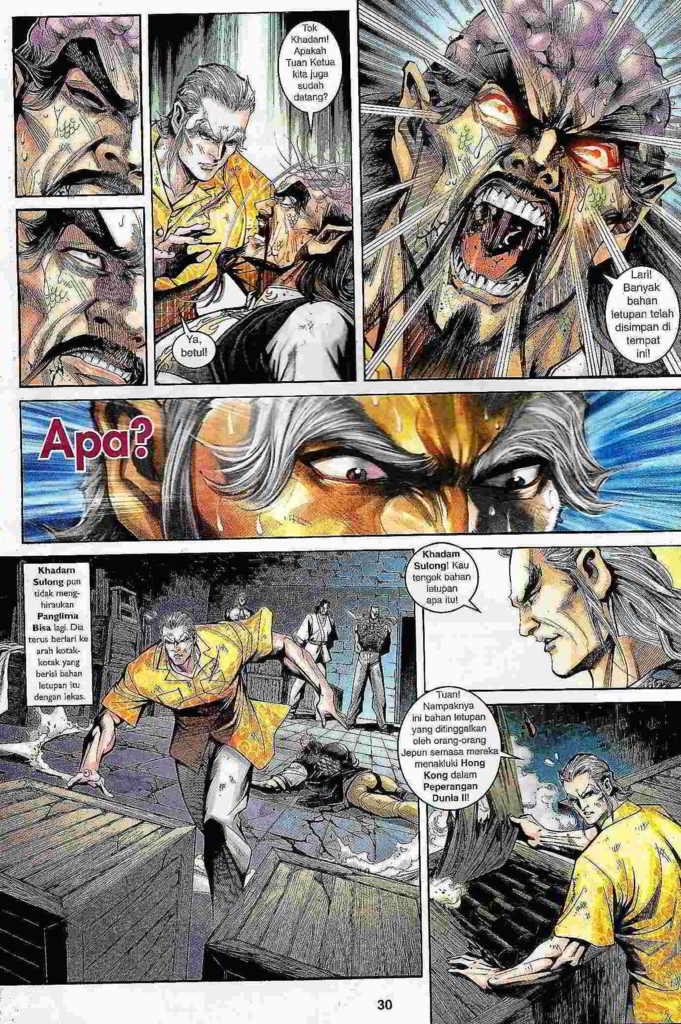 Tok
Khadam!
Apakah
Tuan Ketua
kita juga
sudah
datang?
Ya,
betul!
Lari!
Banyak
bahan
letupan telah
disimpan di
tempat
ini!
Apa?
Khadam
Sulong pun
tidak meng-
hiraukan
Panglima
Bisa lagi. Dia
terus berlari ke
arah kotak-
kotak yang
berisi bahan
letupan itu
dengan lekas.
Khadam
Sulong! Kau
tengok bahan
letupan
apa itu!
Tuan!
Nampaknya
ini bahan letupan
yang ditinggalkan
oleh orang-orang
Jepun semasa mereka
menakluki Hong
Kong dalam
Peperangan
Dunia II!
30